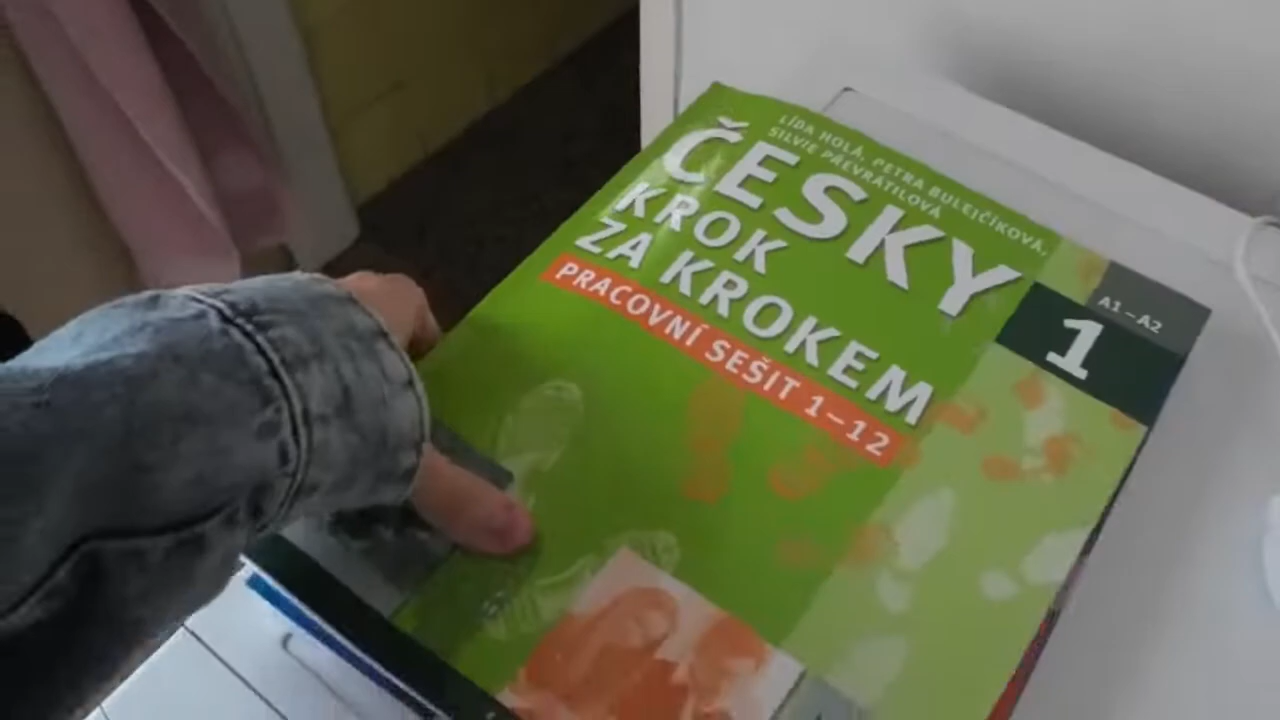 LÍDA HOLÁ, PETRA BULEJČÍKOVÁ,
SILVIE PŘEVRÁTILOVÁ
ČESKY
KROK
ZA KROKEM
PRACOVNÍ SEŠIT 1–12
A1–A2
1